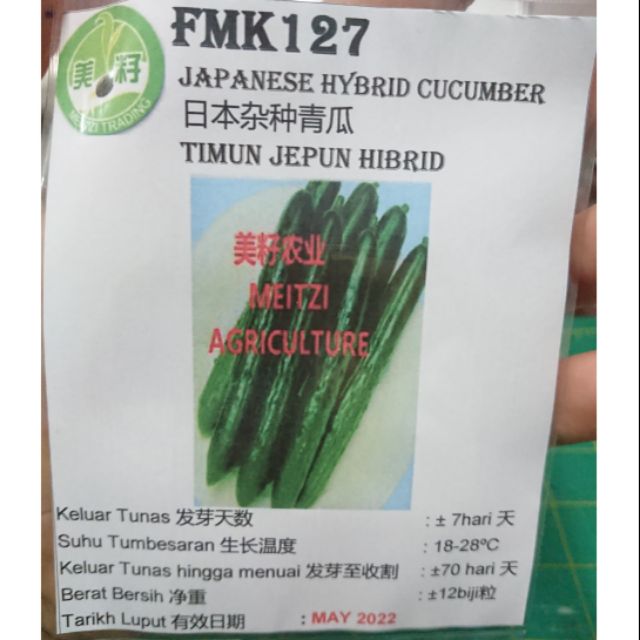 美籽
MEITZI TRADING
FMK127
JAPANESE HYBRID CUCUMBER
日本杂种青瓜
TIMUN JEPUN HIBRID
美籽农业
MEITZI
AGRICULTURE
Keluar Tunas 发芽天数 : ± 7hari 天
Suhu Tumbesaran 生长温度 : 18-28ºC
Keluar Tunas hingga menuai 发芽至收割 : ±70 hari 天
Berat Bersih 净重 : ±12biji粒
Tarikh Luput 有效日期 : MAY 2022